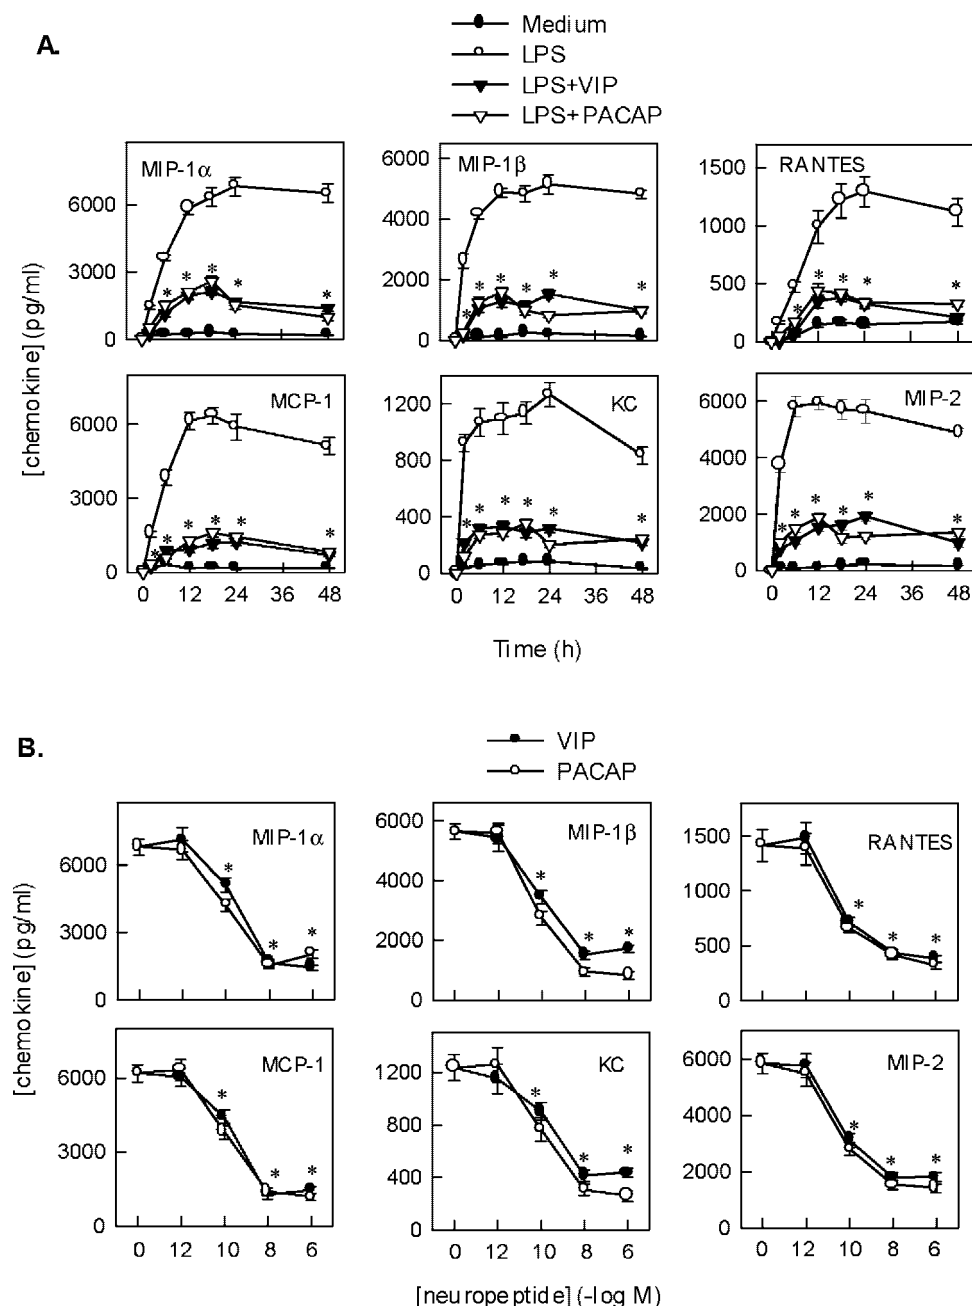 A.
Medium
LPS
LPS+VIP
LPS+PACAP
[chemokine] (pg/ml)
MIP-1α
6000
3000
0
* * * * * *
MIP-1β
6000
4000
2000
0
* * * * * *
RANTES
1500
1000
500
0
* * * * *
MCP-1
6000
3000
0
* * * * * *
0 12 24 36 48
KC
1200
800
400
0
* * * * * *
0 12 24 36 48
MIP-2
6000
4000
2000
0
* * * * * *
0 12 24 36 48
Time (h)
B.
VIP
PACAP
[chemokine] (pg/ml)
MIP-1α
6000
3000
0
* * *
MIP-1β
6000
4000
2000
0
* * *
RANTES
1500
1000
500
0
* * *
MCP-1
6000
3000
0
* * *
0 12 10 8 6
KC
1200
800
400
0
* * *
0 12 10 8 6
MIP-2
6000
4000
2000
0
* * *
0 12 10 8 6
[neuropeptide] (-log M)